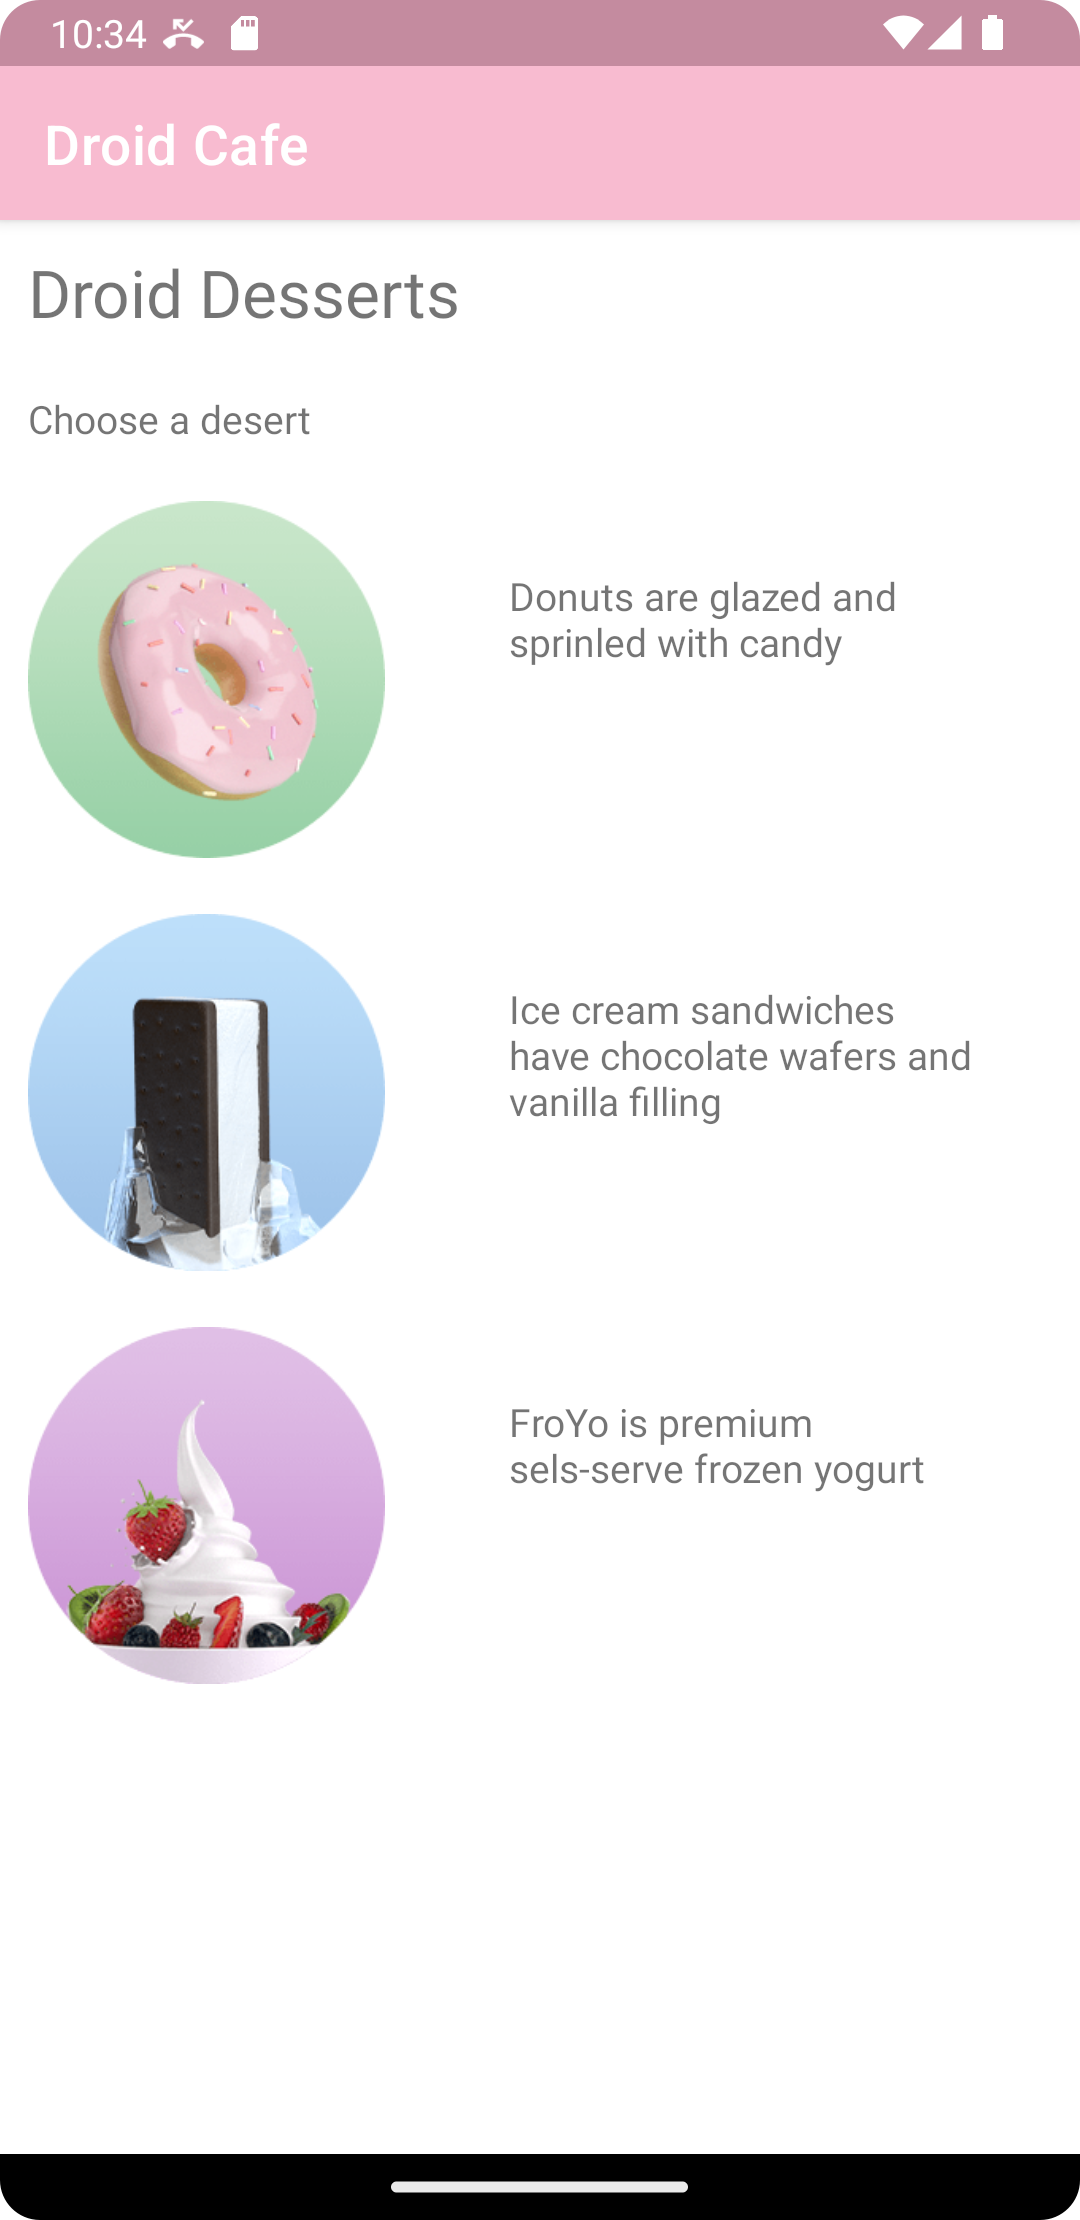 10:34
Droid Cafe
Droid Desserts
Choose a desert
Donuts are glazed and
sprinled with candy
Ice cream sandwiches
have chocolate wafers and
vanilla filling
FroYo is premium
sels-serve frozen yogurt